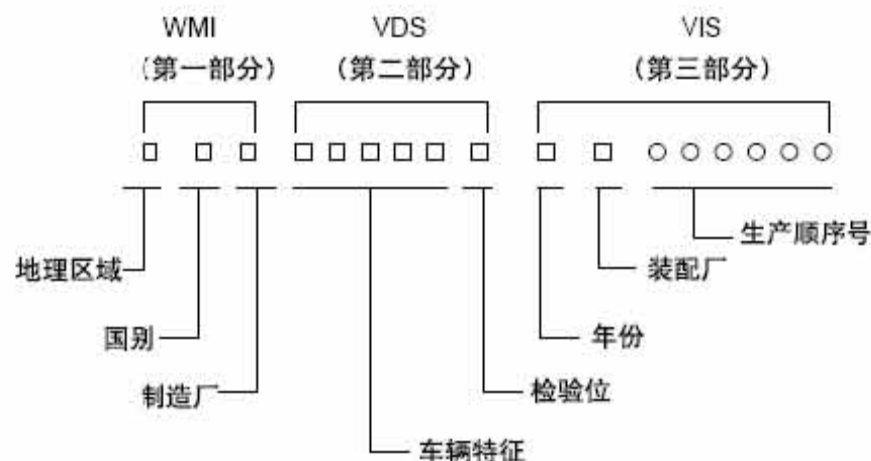 WMI VDS VIS
（第一部分） （第二部分） （第三部分）
□ □ □ □ □ □ □ □ □ □ □ ○ ○ ○ ○ ○ ○
生产顺序号
地理区域 装配厂
国别 年份
制造厂 检验位
车辆特征